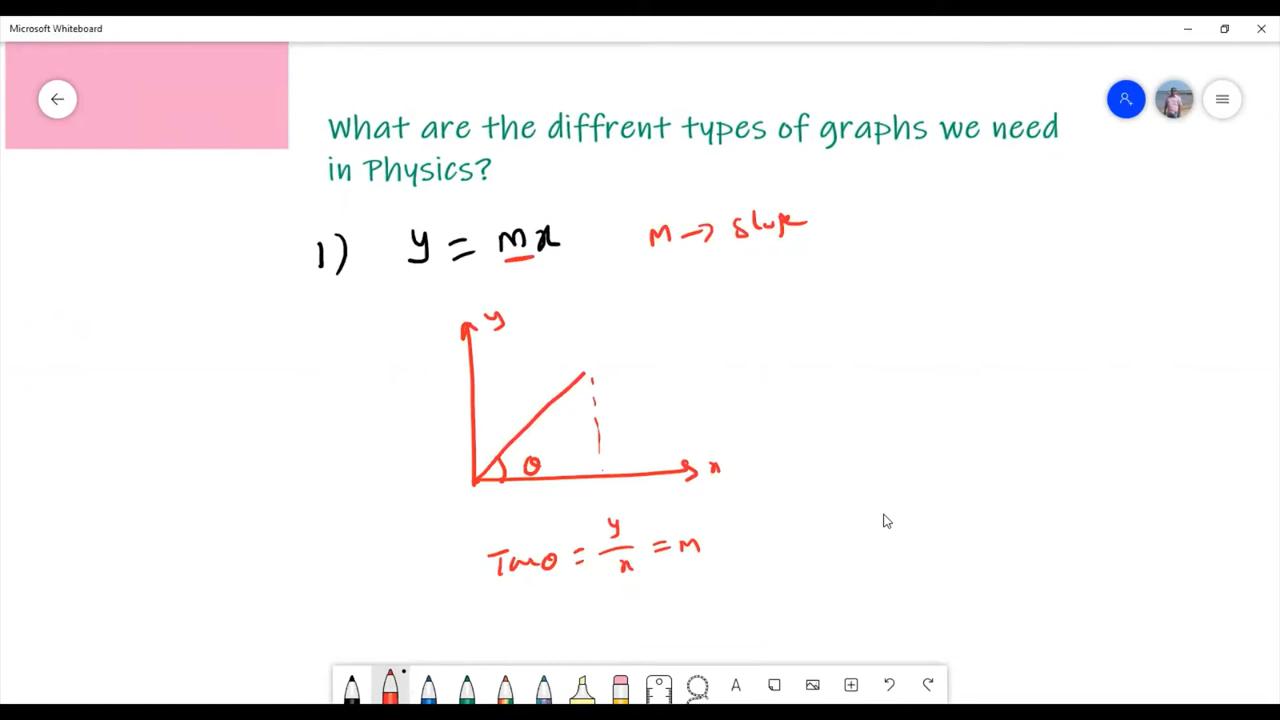 Microsoft Whiteboard
What are the diffrent types of graphs we need
in Physics?
1) y = mx
m → slope
y
θ
x
Tanθ = y/x = m
A